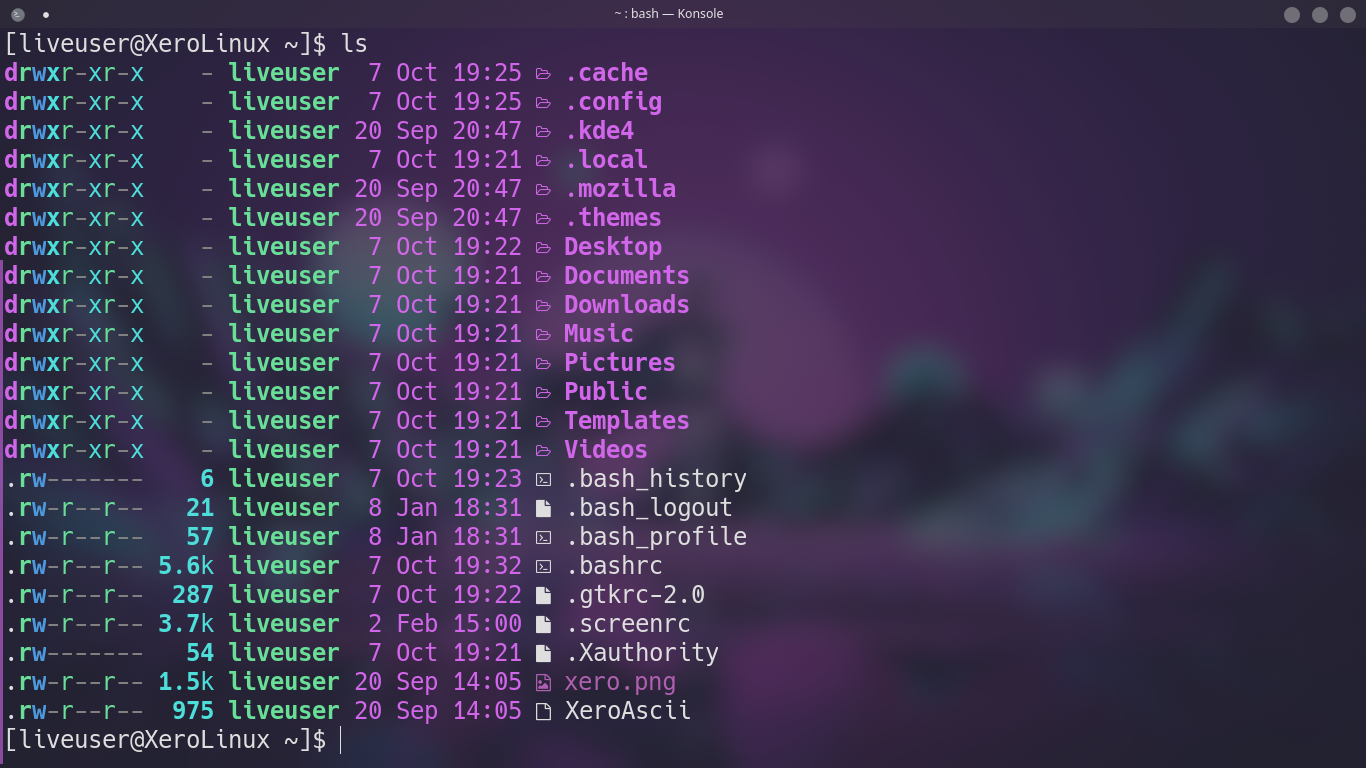 ~ : bash — Konsole
[liveuser@XeroLinux ~]$ ls
drwxr-xr-x    - liveuser  7 Oct 19:25 .cache
drwxr-xr-x    - liveuser  7 Oct 19:25 .config
drwxr-xr-x    - liveuser 20 Sep 20:47 .kde4
drwxr-xr-x    - liveuser  7 Oct 19:21 .local
drwxr-xr-x    - liveuser 20 Sep 20:47 .mozilla
drwxr-xr-x    - liveuser 20 Sep 20:47 .themes
drwxr-xr-x    - liveuser  7 Oct 19:22 Desktop
drwxr-xr-x    - liveuser  7 Oct 19:21 Documents
drwxr-xr-x    - liveuser  7 Oct 19:21 Downloads
drwxr-xr-x    - liveuser  7 Oct 19:21 Music
drwxr-xr-x    - liveuser  7 Oct 19:21 Pictures
drwxr-xr-x    - liveuser  7 Oct 19:21 Public
drwxr-xr-x    - liveuser  7 Oct 19:21 Templates
drwxr-xr-x    - liveuser  7 Oct 19:21 Videos
.rw-------    6 liveuser  7 Oct 19:23 .bash_history
.rw-r--r--   21 liveuser  8 Jan 18:31 .bash_logout
.rw-r--r--   57 liveuser  8 Jan 18:31 .bash_profile
.rw-r--r-- 5.6k liveuser  7 Oct 19:32 .bashrc
.rw-r--r--  287 liveuser  7 Oct 19:22 .gtkrc-2.0
.rw-r--r-- 3.7k liveuser  2 Feb 15:00 .screenrc
.rw-------   54 liveuser  7 Oct 19:21 .Xauthority
.rw-r--r-- 1.5k liveuser 20 Sep 14:05 xero.png
.rw-r--r--  975 liveuser 20 Sep 14:05 XeroAscii
[liveuser@XeroLinux ~]$